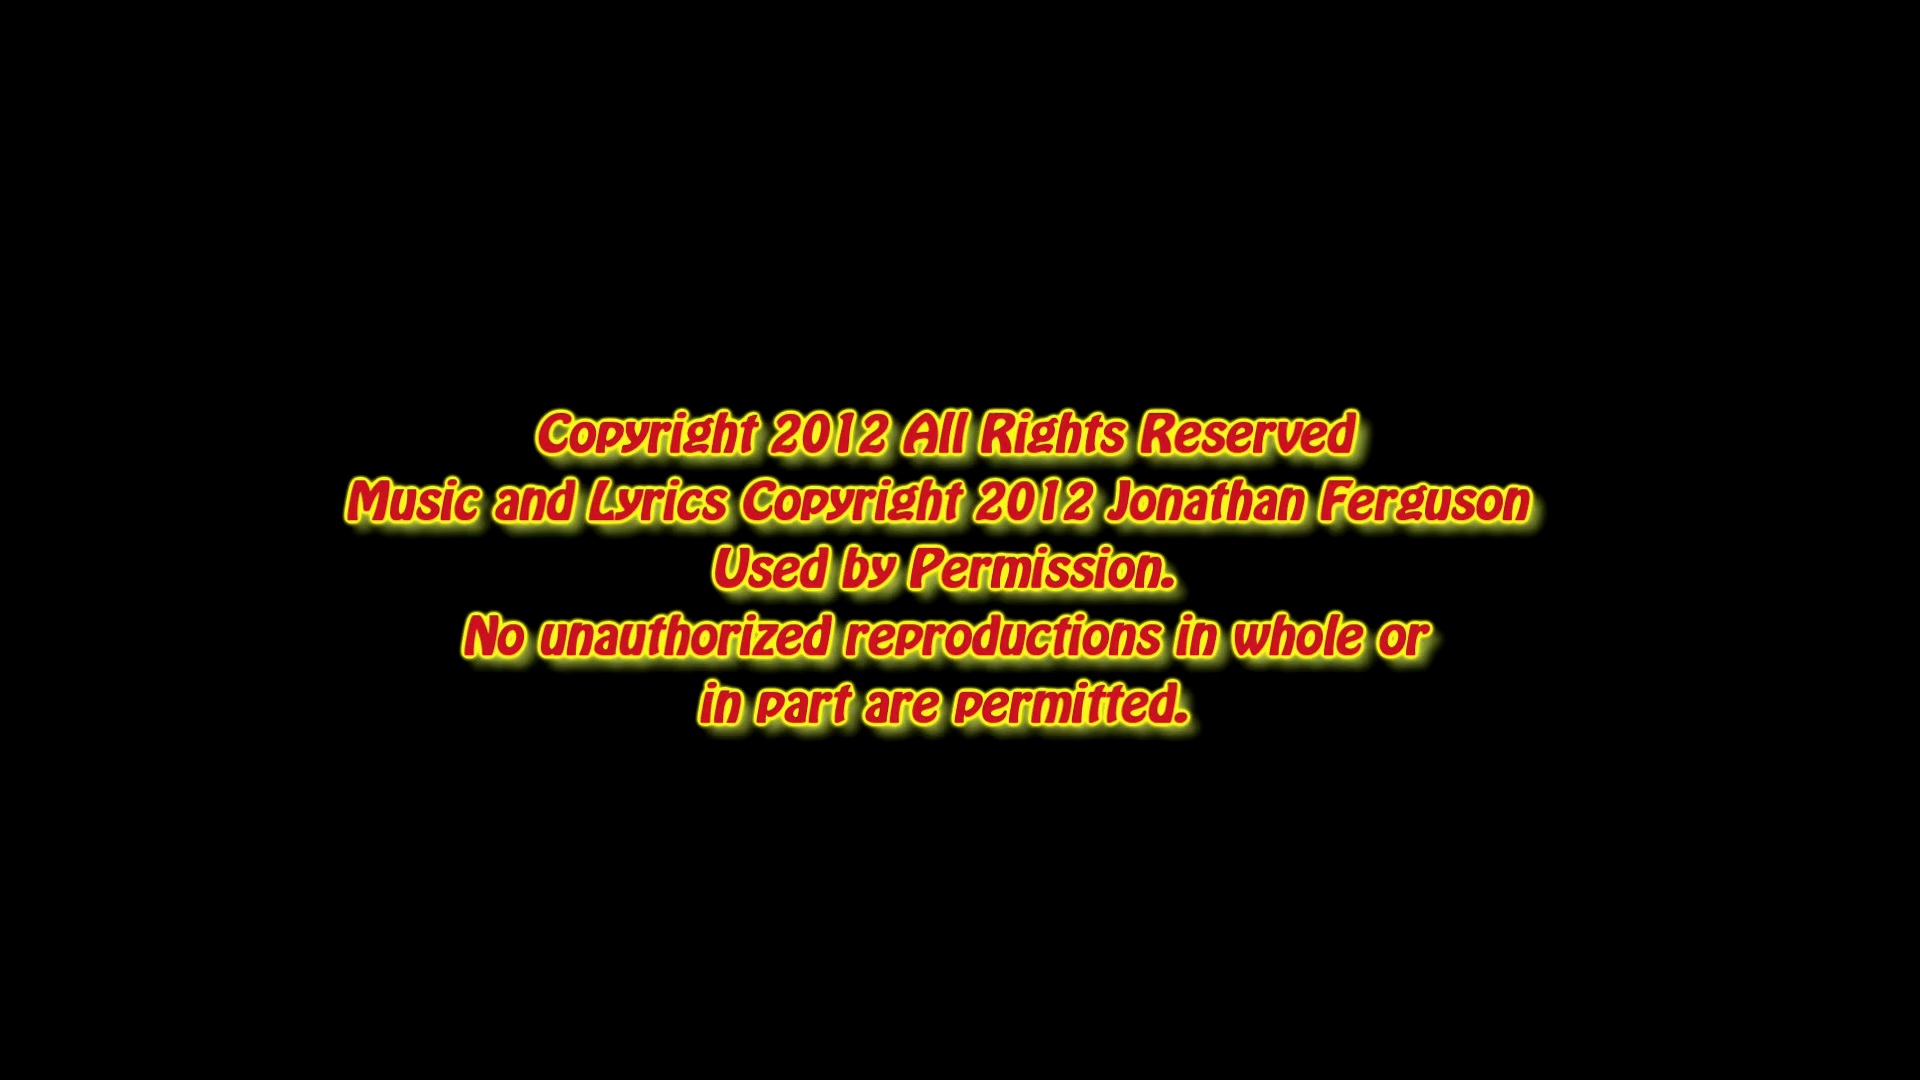 Copyright 2012 All Rights Reserved
Music and Lyrics Copyright 2012 Jonathan Ferguson
Used by Permission.
No unauthorized reproductions in whole or
in part are permitted.